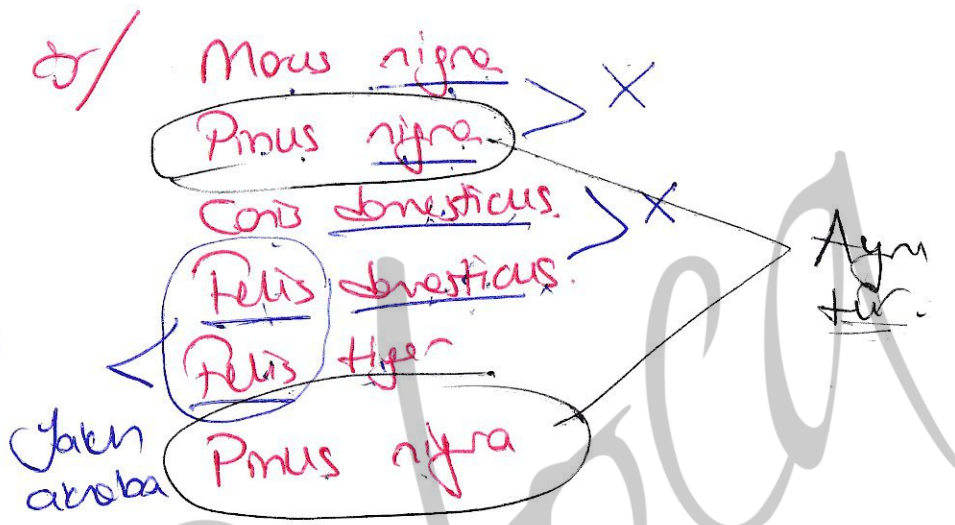 ör/ Morus nigra
X
Pinus nigra
Canis domesticus.
X
Felis domesticus.
Felis tiger
Pinus nigra
Yakın
akraba
Aynı
tür.